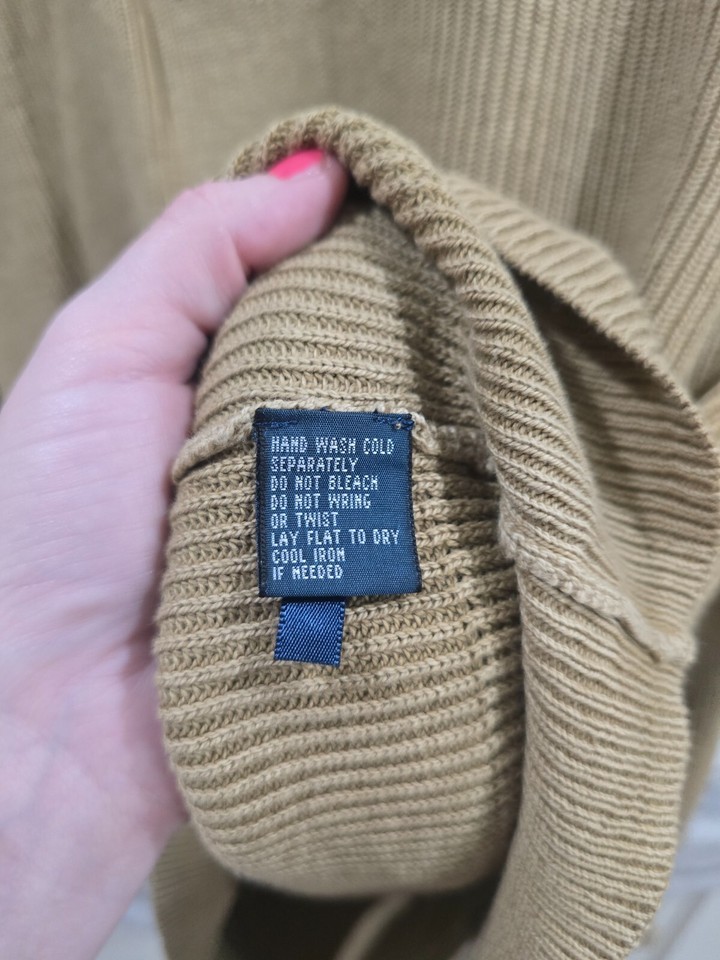 HAND WASH COLD
SEPARATELY
DO NOT BLEACH
DO NOT WRING
OR TWIST
LAY FLAT TO DRY
COOL IRON
IF NEEDED